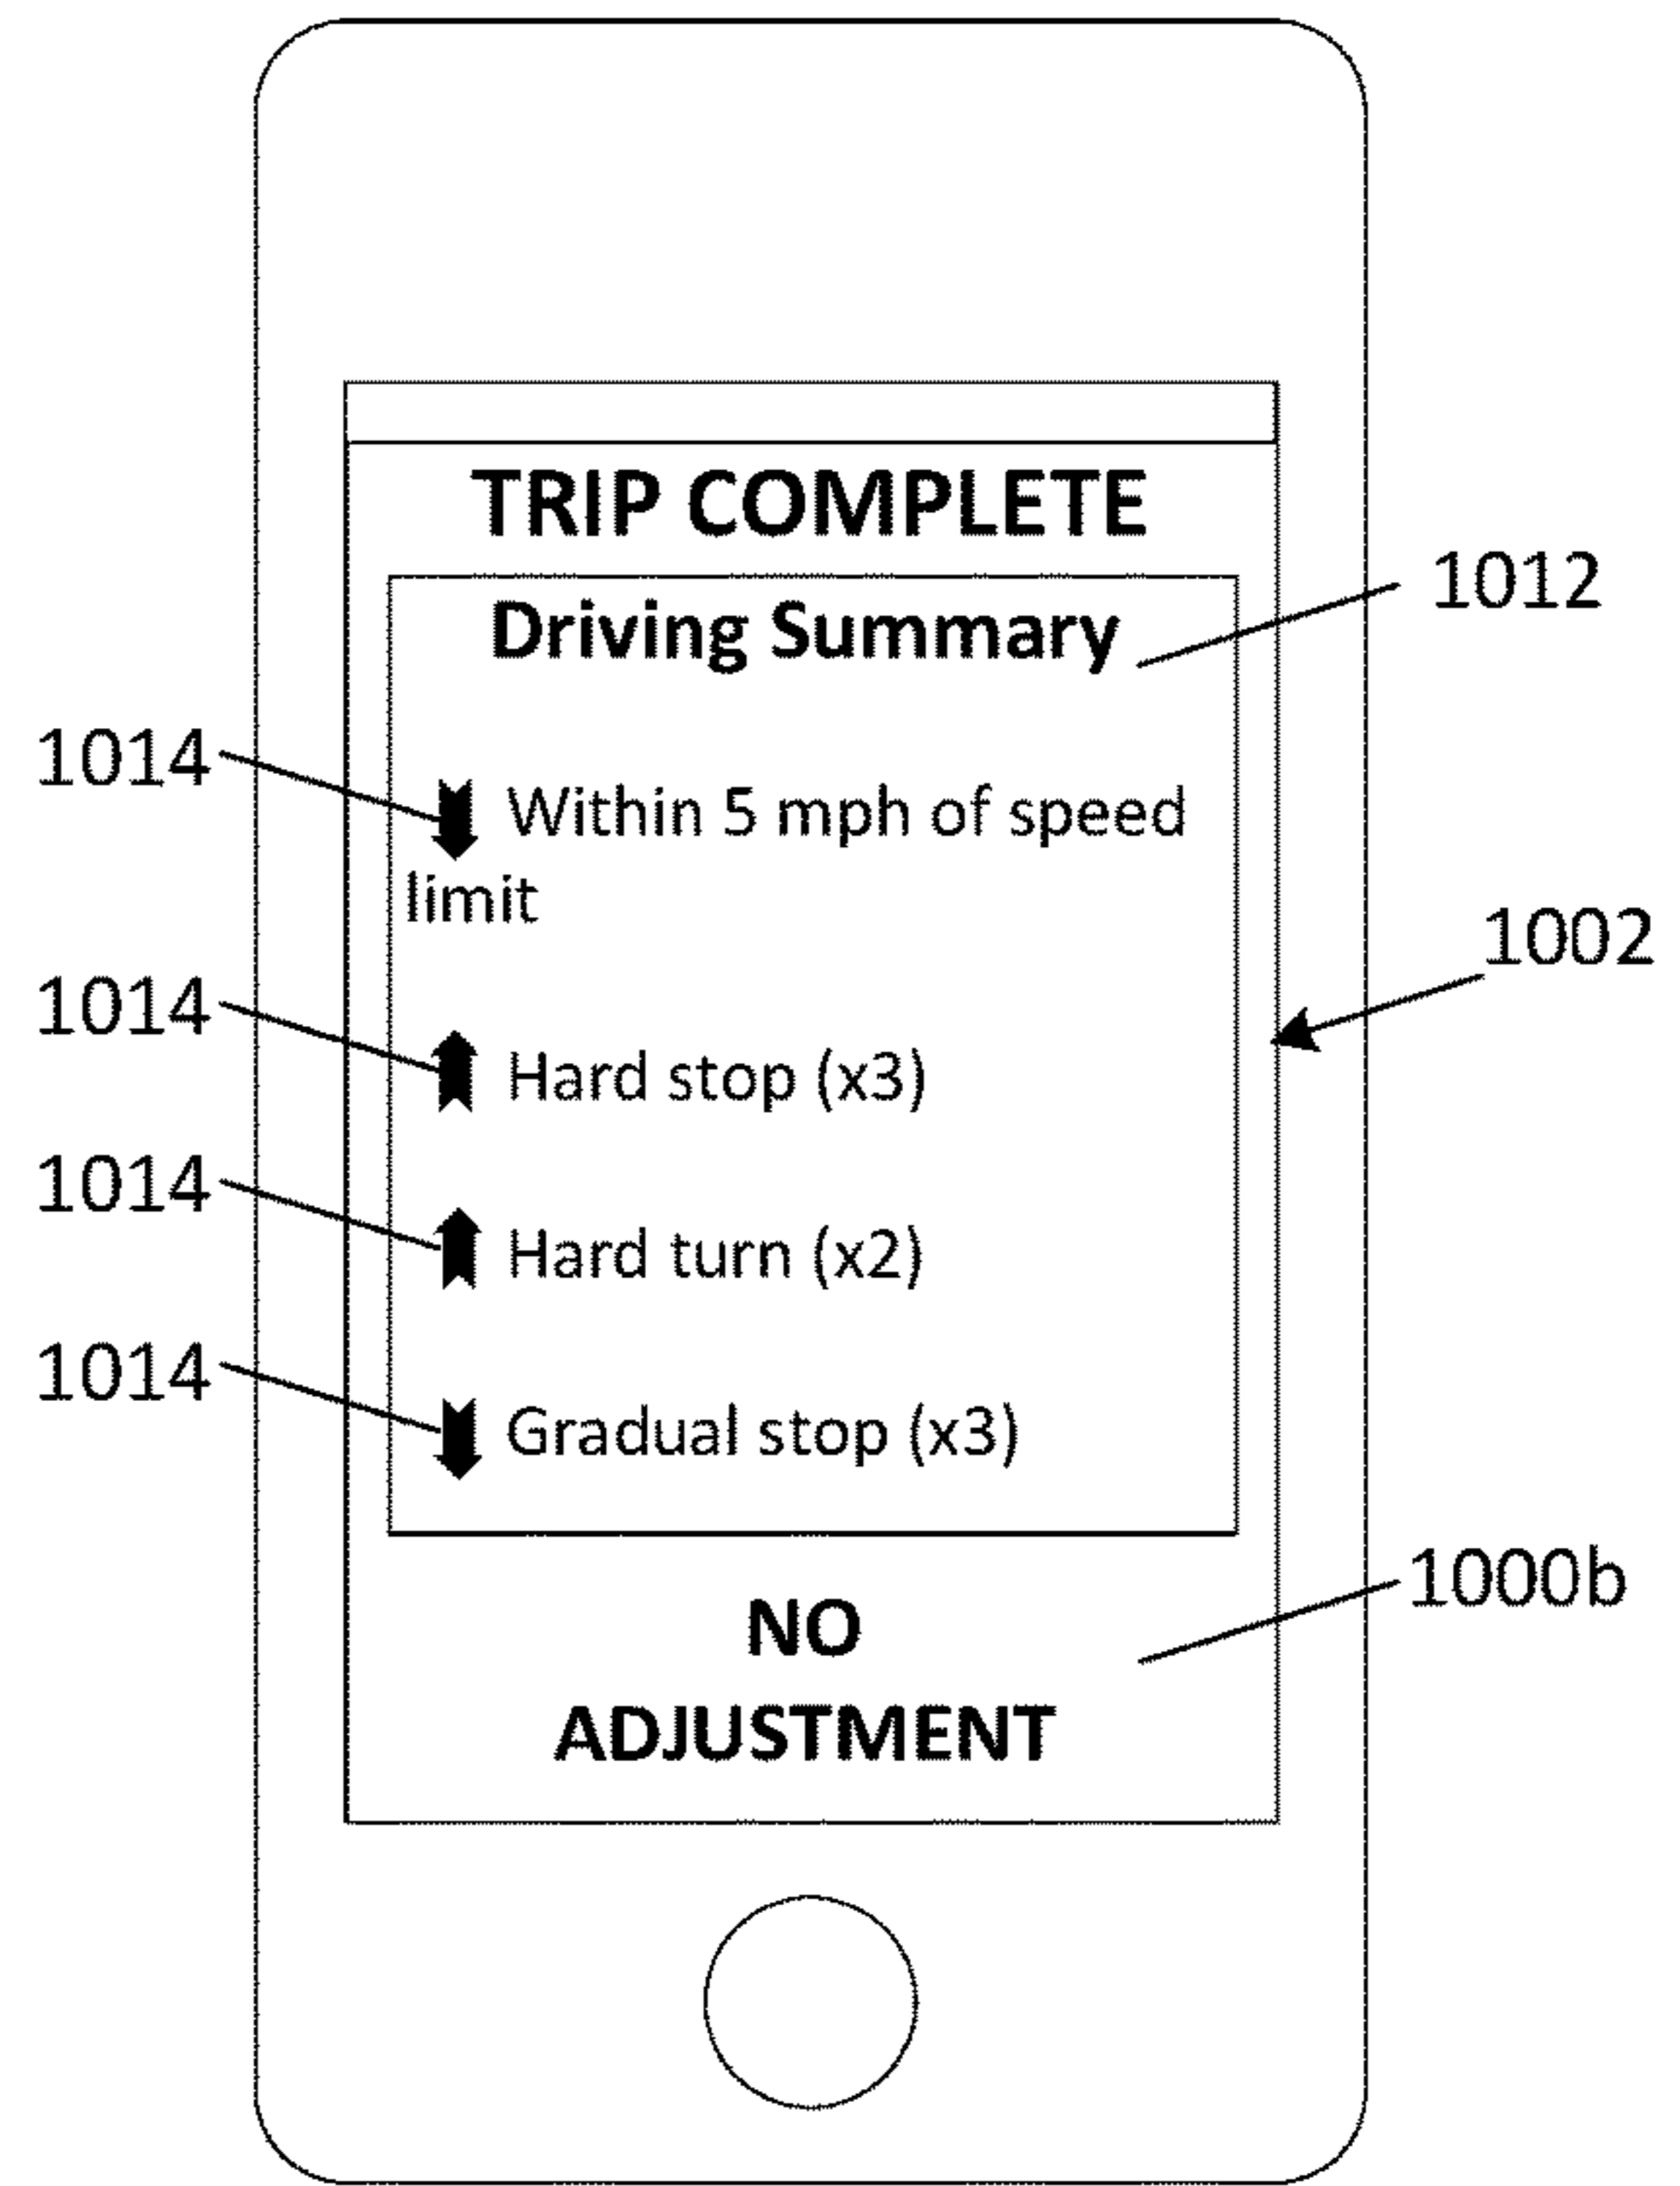 TRIP COMPLETE
Driving Summary
1012
1014
Within 5 mph of speed
limit
1002
1014
Hard stop (x3)
1014
Hard turn (x2)
1014
Gradual stop (x3)
1000b
NO
ADJUSTMENT